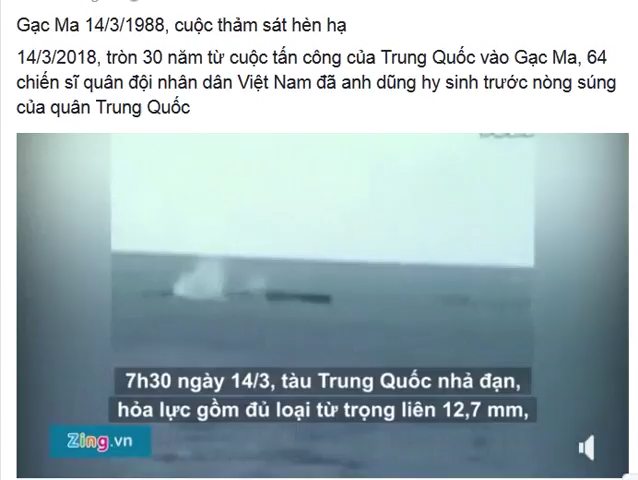 Gạc Ma 14/3/1988, cuộc thảm sát hèn hạ
14/3/2018, tròn 30 năm từ cuộc tấn công của Trung Quốc vào Gạc Ma, 64
chiến sĩ quân đội nhân dân Việt Nam đã anh dũng hy sinh trước nòng súng
của quân Trung Quốc
7h30 ngày 14/3, tàu Trung Quốc nhả đạn,
hỏa lực gồm đủ loại từ trọng liên 12,7 mm,
Zing.vn